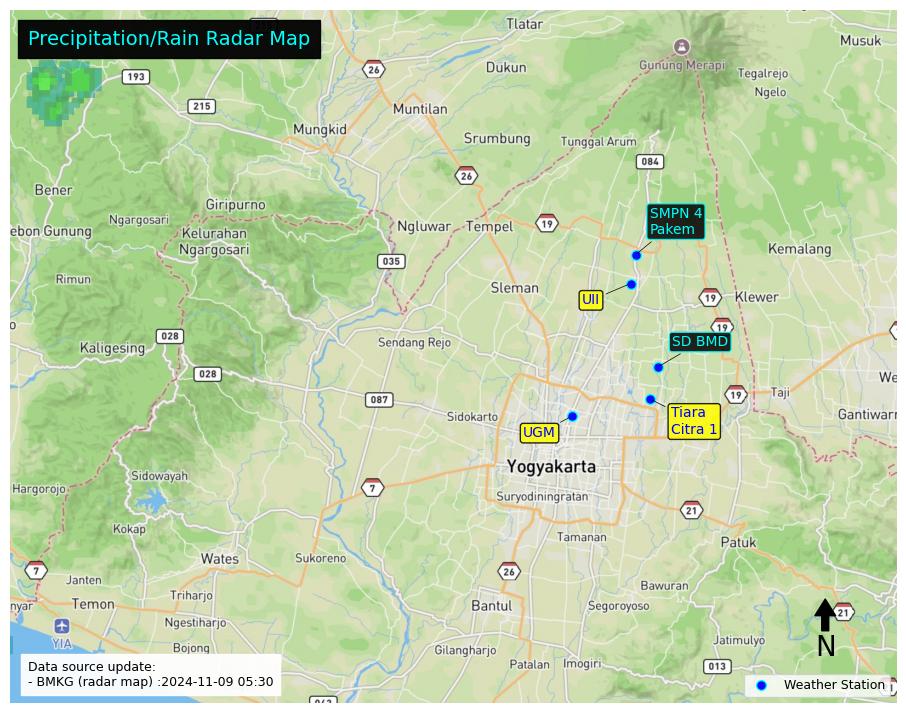 Precipitation/Rain Radar Map
Tlatar
Musuk
193
26
Gunung Merapi
Dukun
Tegalrejo
Ngelo
215
Muntilan
Mungkid
Srumbung
Tunggal Arum
084
26
Bener
Giripurno
Ngargosari
SMPN 4
Pakem
ebon Gunung
Kelurahan
Ngargosari
Ngluwar
Tempel
19
Kemalang
035
Rimun
Sleman
UII
19
Klewer
19
028
Kaligesing
Sendang Rejo
SD BMD
028
We
087
19
Taji
Sidokarto
Tiara
Citra 1
Gantiwarn
UGM
Yogyakarta
Sidowayah
Hargorojo
7
Suryodiningratan
21
Kokap
Tamanan
Patuk
Wates
Sukoreno
7
26
Janten
Bawuran
nyar
Temon
Triharjo
Bantul
Segoroyoso
21
YIA
Ngestiharjo
Jatimulyo
N
Bojong
Gilangharjo
Patalan
Imogiri
013
Data source update:
- BMKG (radar map) :2024-11-09 05:30
Weather Station